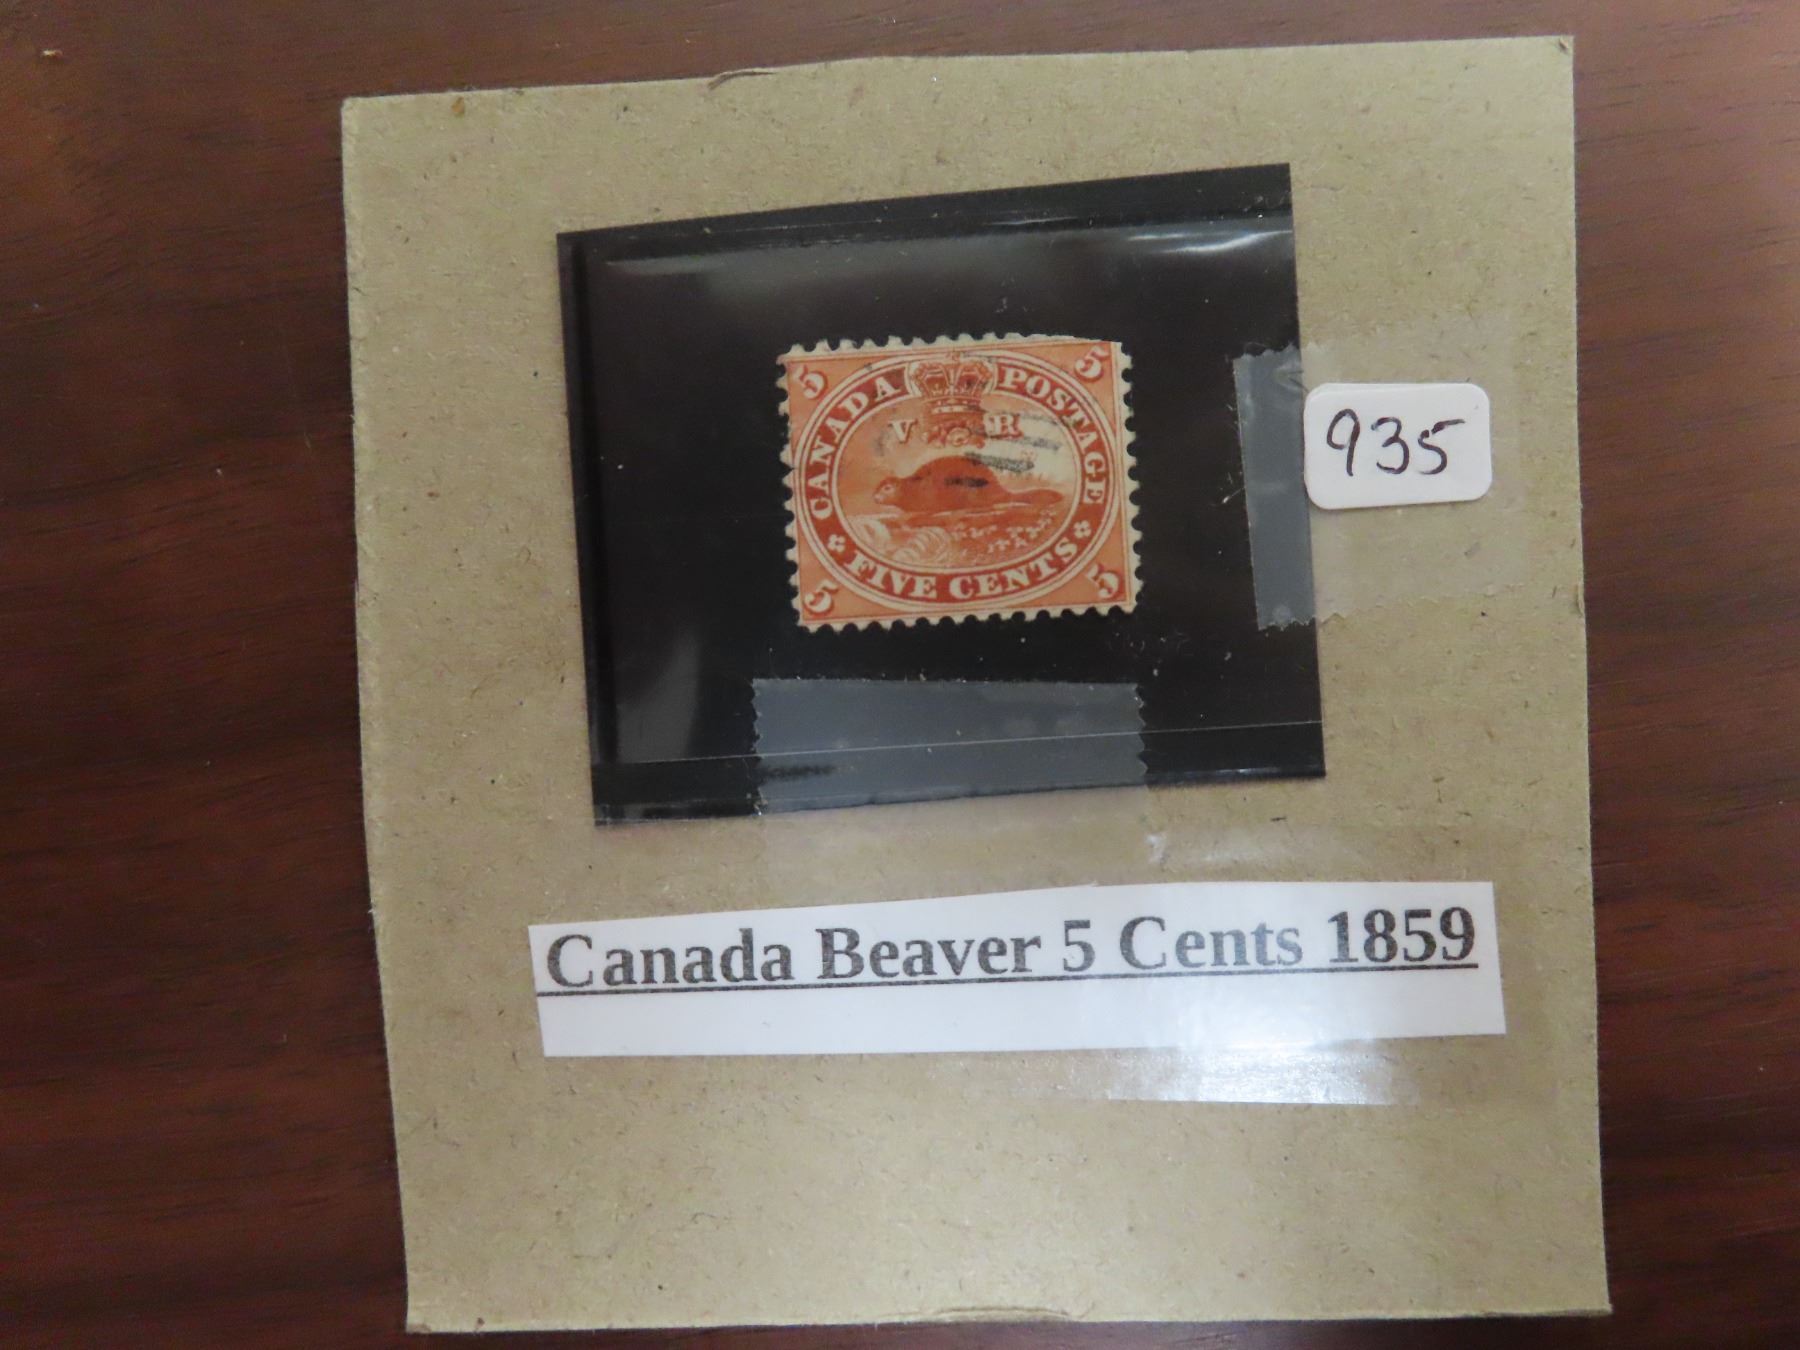 5 5
CANADA POSTAGE
V R
FIVE CENTS
5 5
935
Canada Beaver 5 Cents 1859